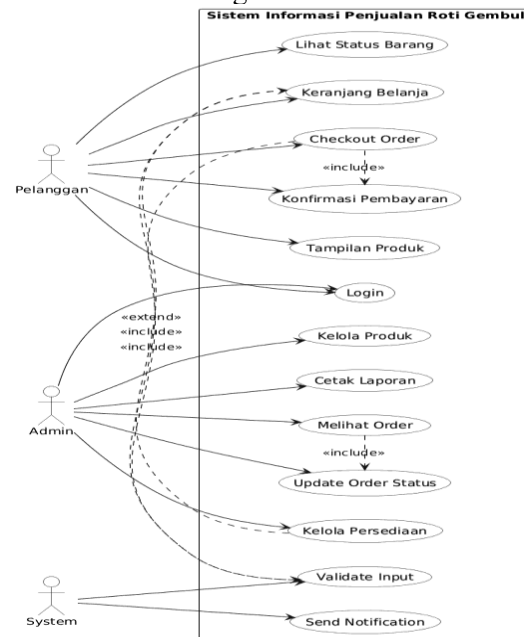 Sistem Informasi Penjualan Roti Gembul
Lihat Status Barang
Keranjang Belanja
Checkout Order
«include»
Pelanggan
Konfirmasi Pembayaran
Tampilan Produk
Login
«extend»
«include»
«include»
Kelola Produk
Cetak Laporan
Admin
Melihat Order
«include»
Update Order Status
Kelola Persediaan
Validate Input
System
Send Notification